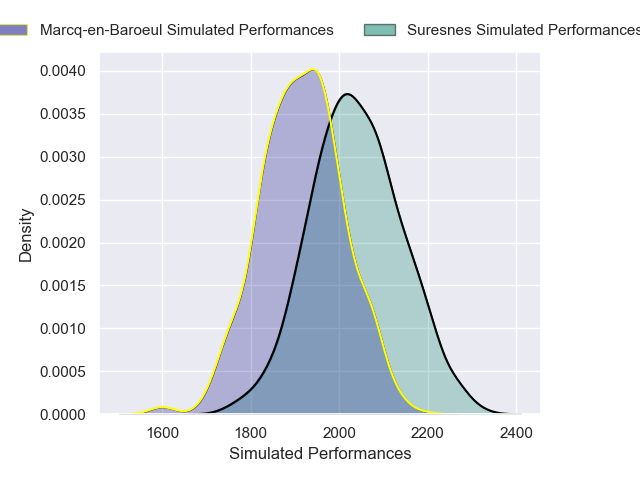 Marcq-en-Baroeul Simulated Performances
Suresnes Simulated Performances
0.0040
0.0035
0.0030
0.0025
0.0020
0.0015
0.0010
0.0005
0.0000
Density
1600 1800 2000 2200 2400
Simulated Performances